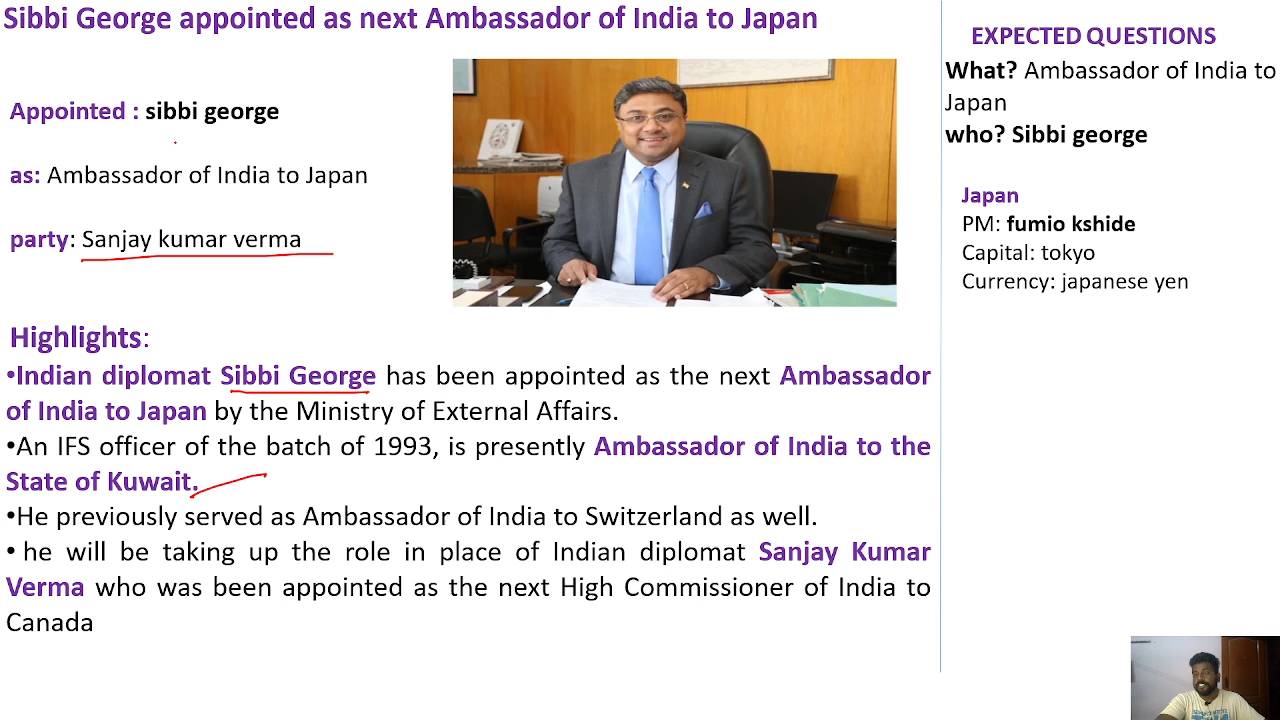 Sibbi George appointed as next Ambassador of India to Japan
Appointed : sibbi george
as: Ambassador of India to Japan
party: Sanjay kumar verma
Highlights:
•Indian diplomat Sibbi George has been appointed as the next Ambassador
of India to Japan by the Ministry of External Affairs.
•An IFS officer of the batch of 1993, is presently Ambassador of India to the
State of Kuwait.
•He previously served as Ambassador of India to Switzerland as well.
• he will be taking up the role in place of Indian diplomat Sanjay Kumar
Verma who was been appointed as the next High Commissioner of India to
Canada
EXPECTED QUESTIONS
What? Ambassador of India to
Japan
who? Sibbi george
Japan
PM: fumio kshide
Capital: tokyo
Currency: japanese yen